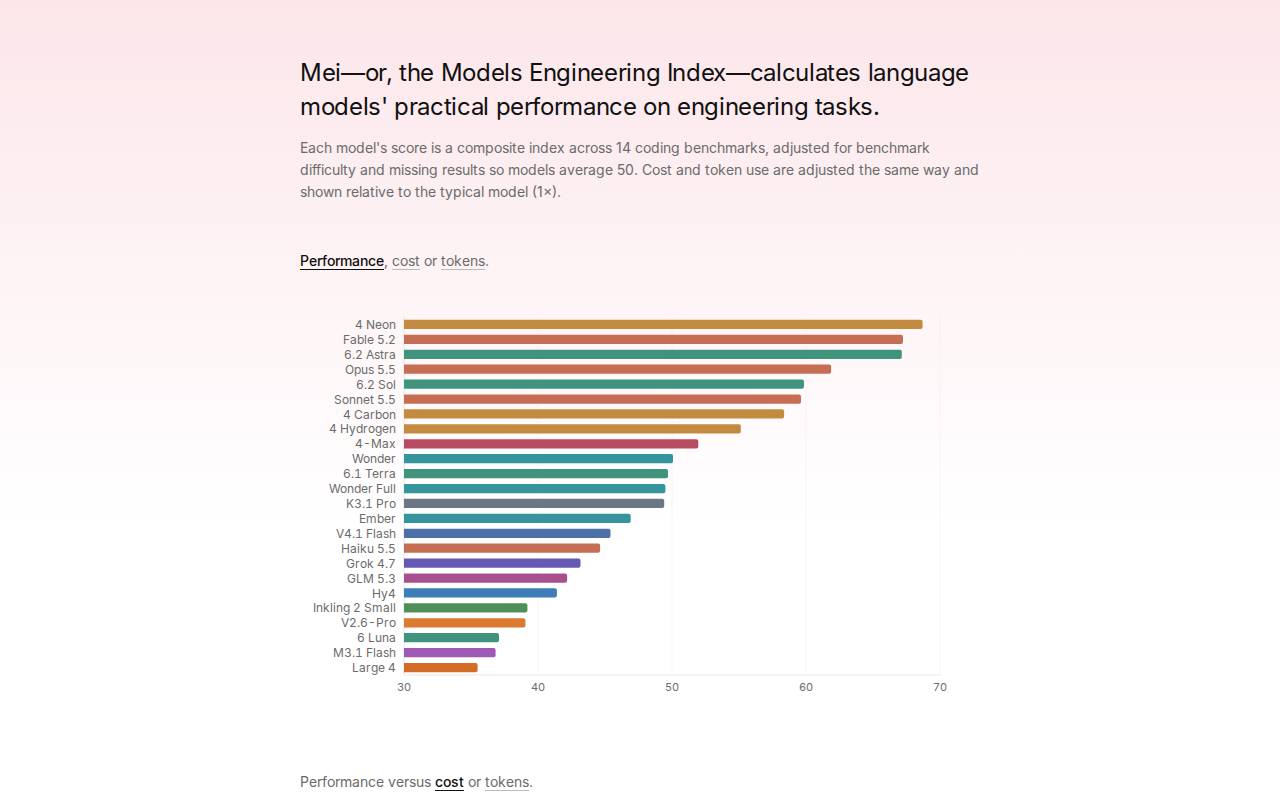 Mei—or, the Models Engineering Index—calculates language
models' practical performance on engineering tasks.
Each model's score is a composite index across 14 coding benchmarks, adjusted for benchmark
difficulty and missing results so models average 50. Cost and token use are adjusted the same way and
shown relative to the typical model (1×).
Performance, cost or tokens.
4 Neon
Fable 5.2
6.2 Astra
Opus 5.5
6.2 Sol
Sonnet 5.5
4 Carbon
4 Hydrogen
4-Max
Wonder
6.1 Terra
Wonder Full
K3.1 Pro
Ember
V4.1 Flash
Haiku 5.5
Grok 4.7
GLM 5.3
Hy4
Inkling 2 Small
V2.6-Pro
6 Luna
M3.1 Flash
Large 4
30 40 50 60 70
Performance versus cost or tokens.